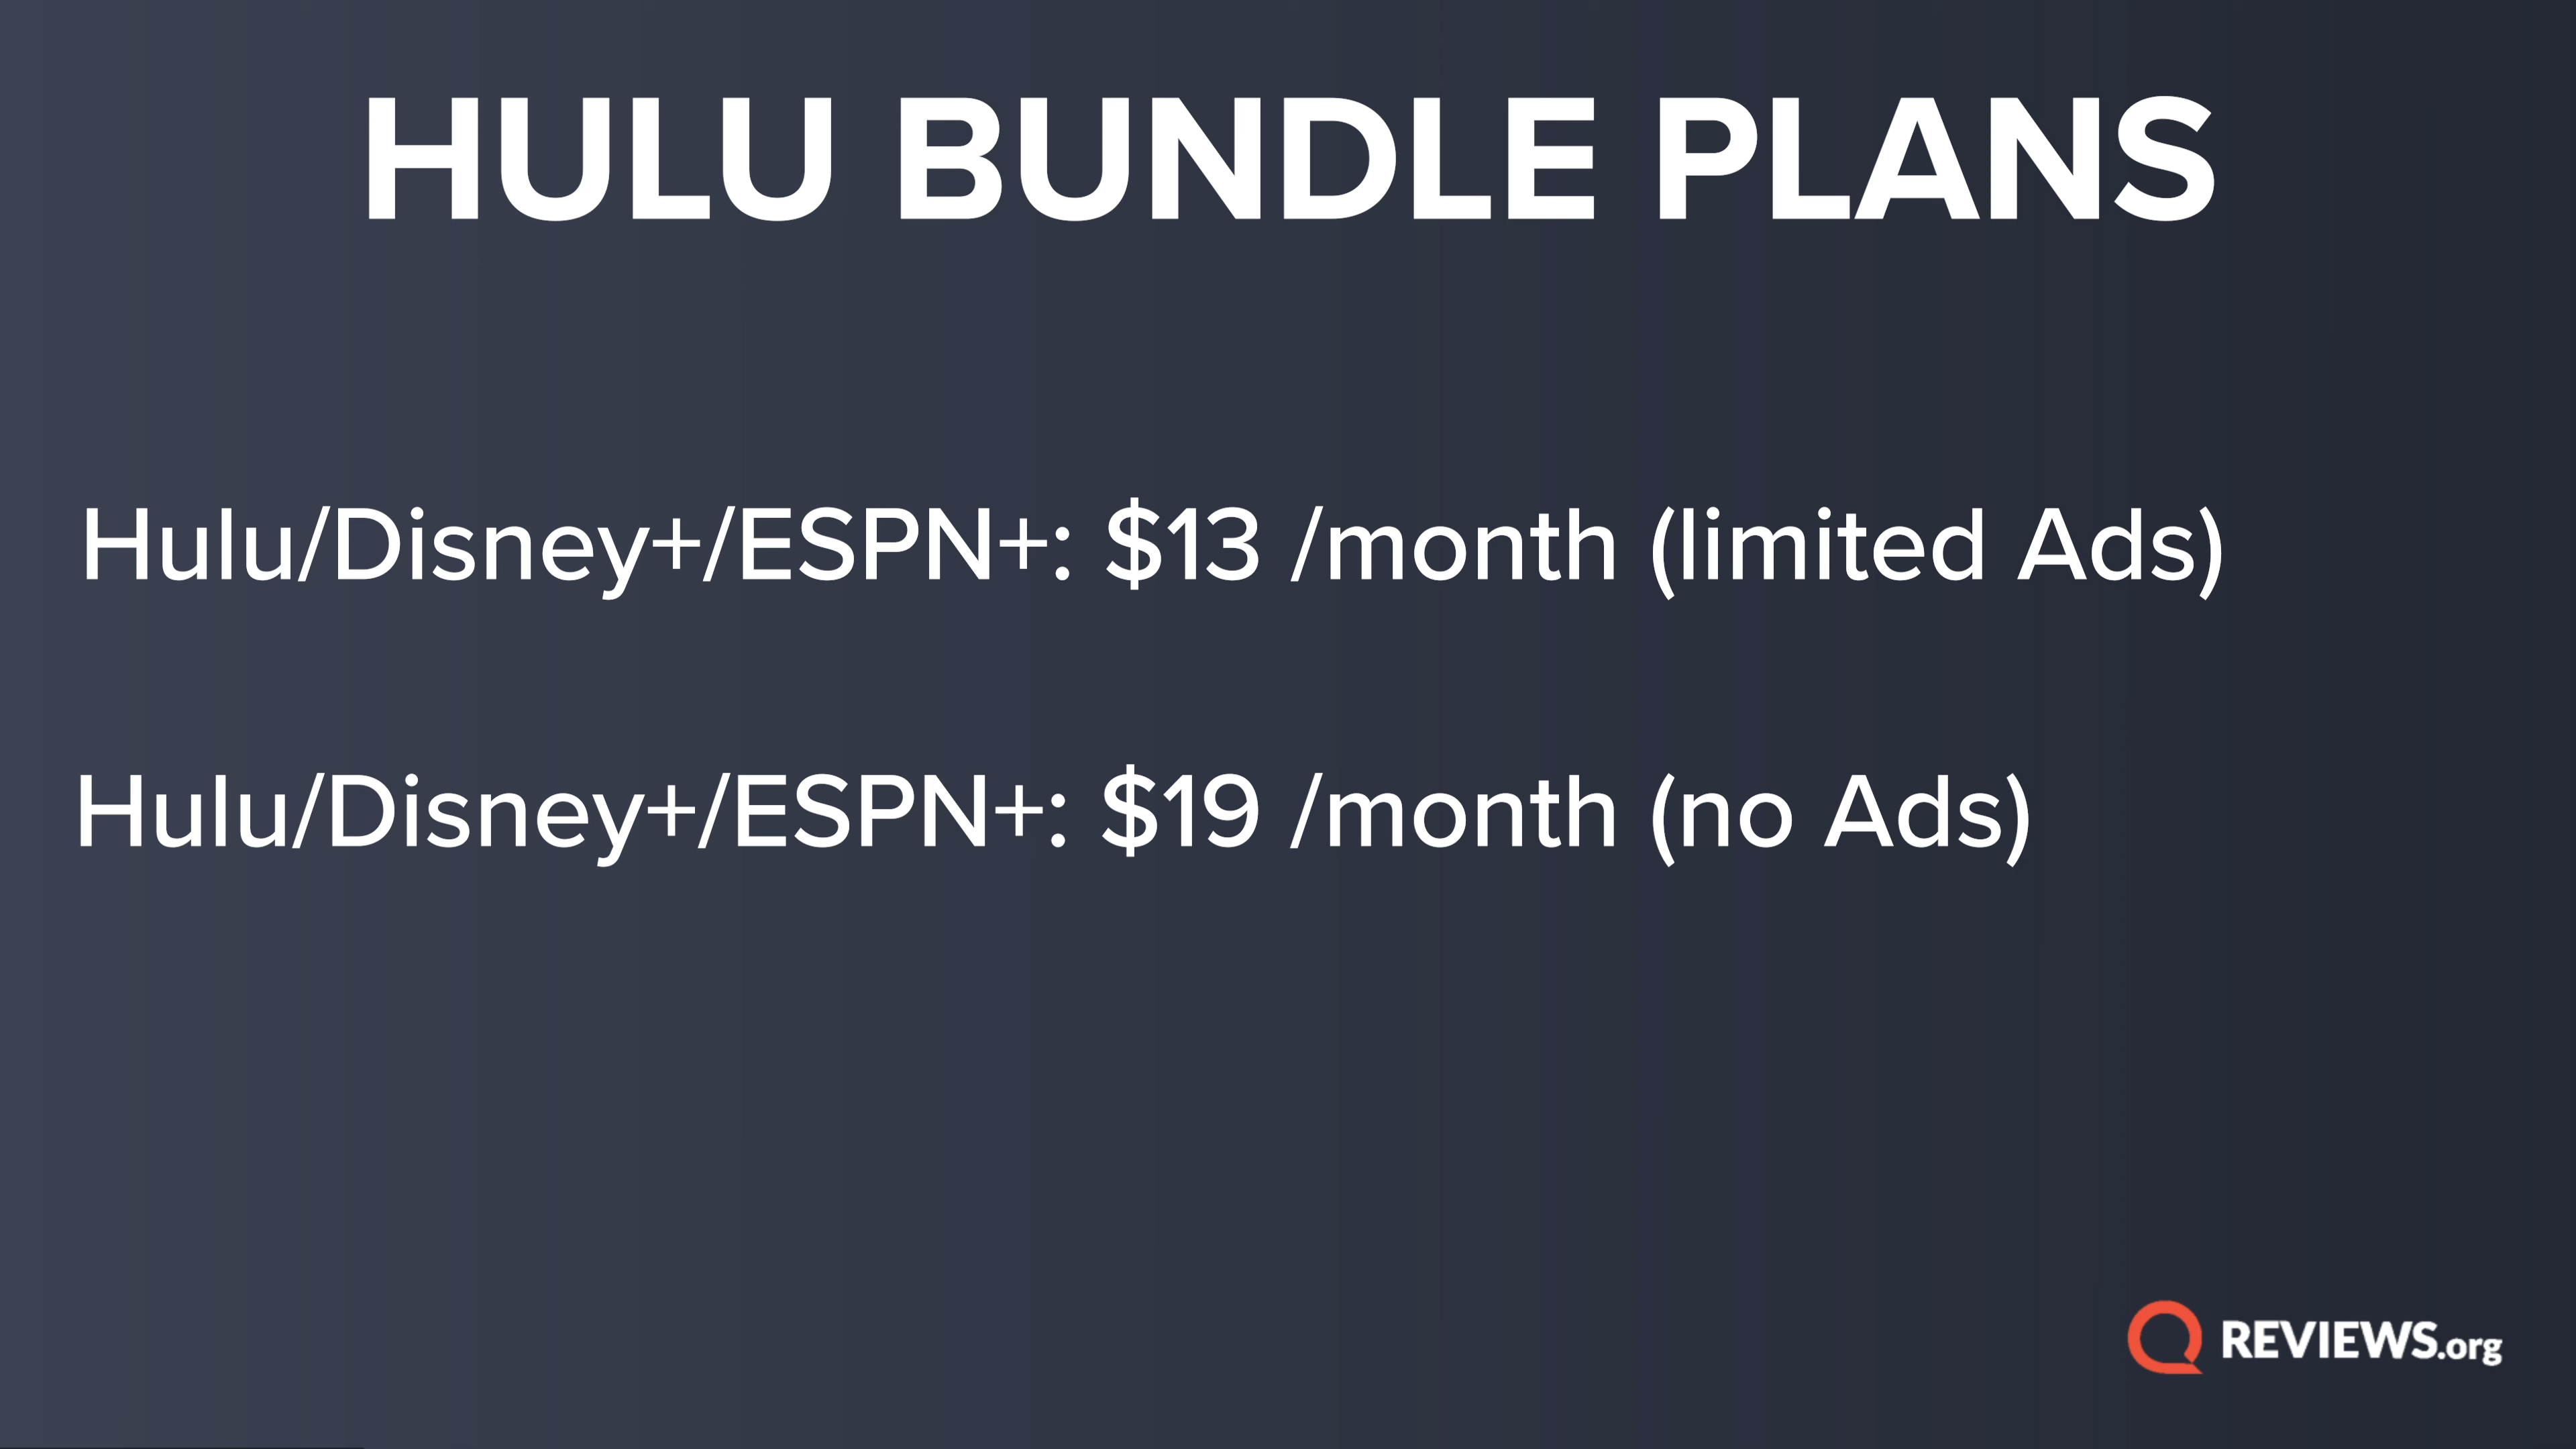 HULU BUNDLE PLANS
Hulu/Disney+/ESPN+: $13 /month (limited Ads)
Hulu/Disney+/ESPN+: $19 /month (no Ads)
REVIEWS.org